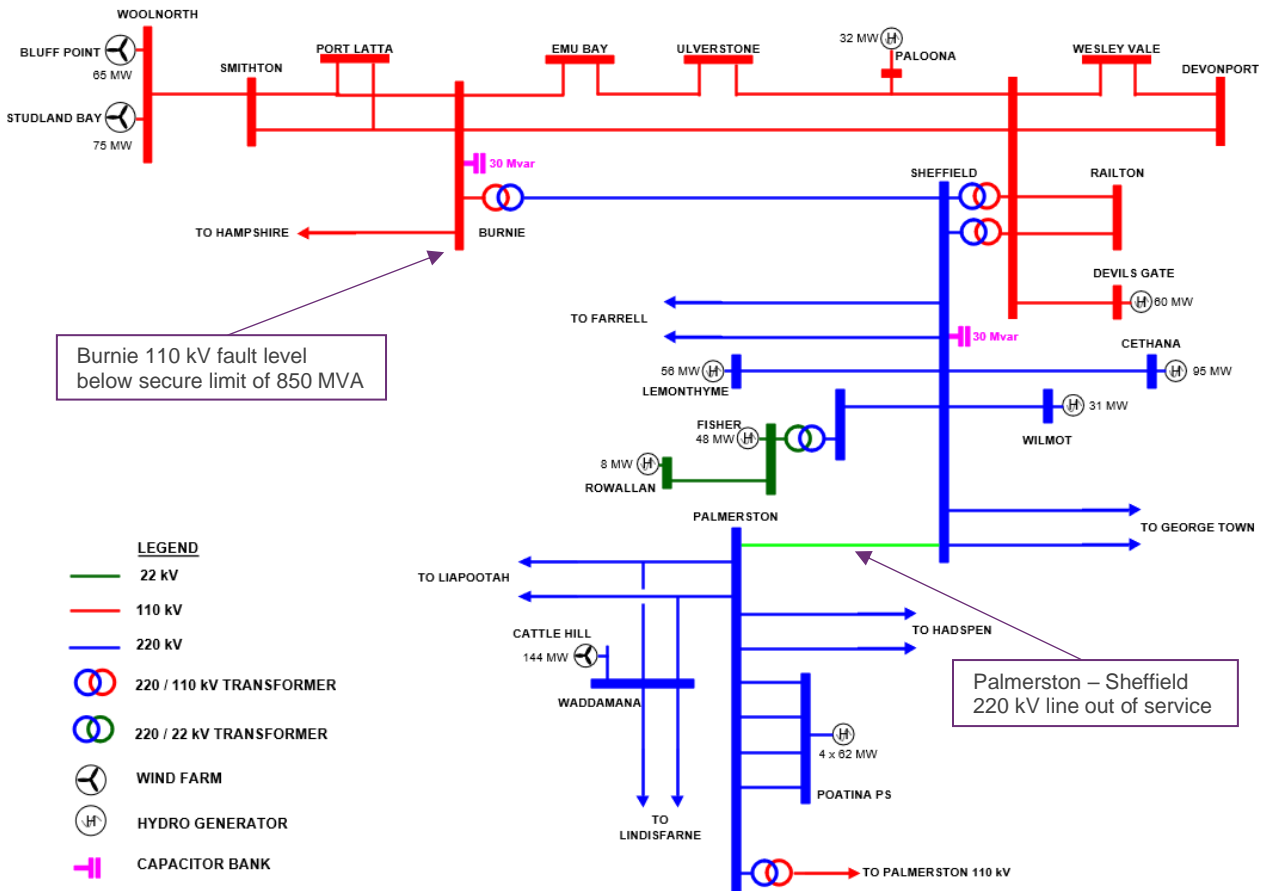 WOOLNORTH
BLUFF POINT
65 MW
STUDLAND BAY
75 MW
SMITHTON
PORT LATTA
EMU BAY
ULVERSTONE
32 MW
PALOONA
WESLEY VALE
DEVONPORT
30 Mvar
TO HAMPSHIRE
BURNIE
SHEFFIELD
RAILTON
DEVILS GATE
60 MW
Burnie 110 kV fault level
below secure limit of 850 MVA
TO FARRELL
30 Mvar
CETHANA
95 MW
56 MW
LEMONTHYME
31 MW
WILMOT
FISHER
48 MW
8 MW
ROWALLAN
TO GEORGE TOWN
PALMERSTON
TO LIAPOOTAH
CATTLE HILL
144 MW
WADDAMANA
TO HADSPEN
Palmerston – Sheffield
220 kV line out of service
4 x 62 MW
POATINA PS
TO
LINDISFARNE
TO PALMERSTON 110 kV
LEGEND
22 kV
110 kV
220 kV
220 / 110 kV TRANSFORMER
220 / 22 kV TRANSFORMER
WIND FARM
H HYDRO GENERATOR
CAPACITOR BANK